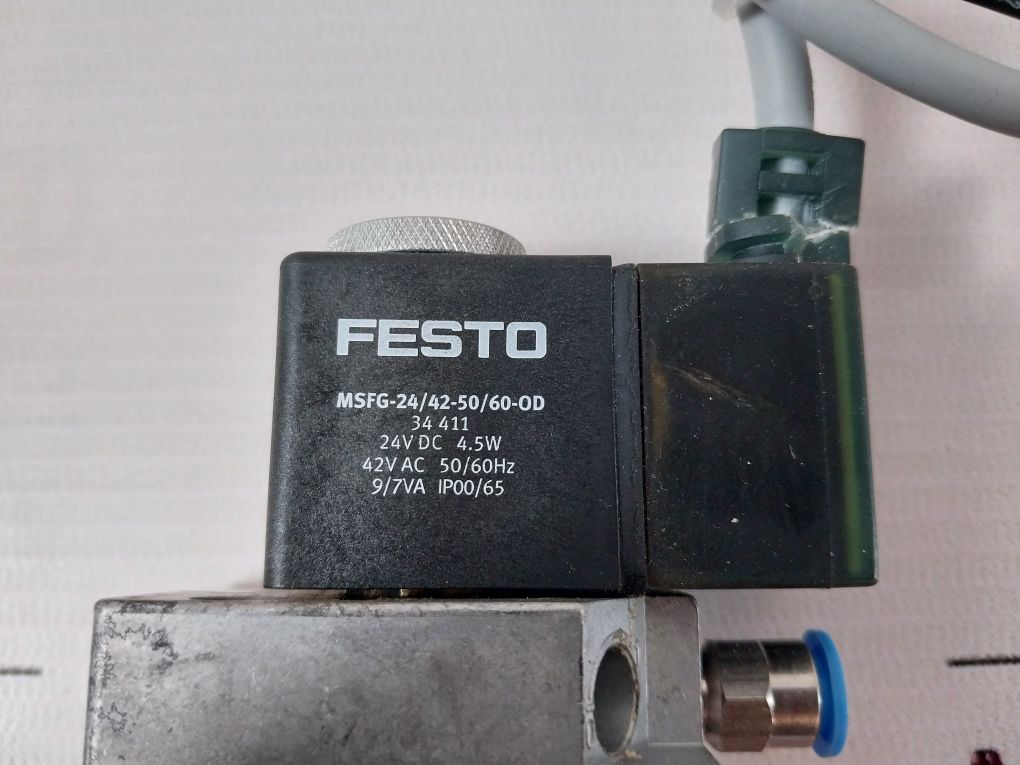 FESTO
MSFG-24/42-50/60-OD
34 411
24V DC 4.5W
42V AC 50/60Hz
9/7VA IP00/65